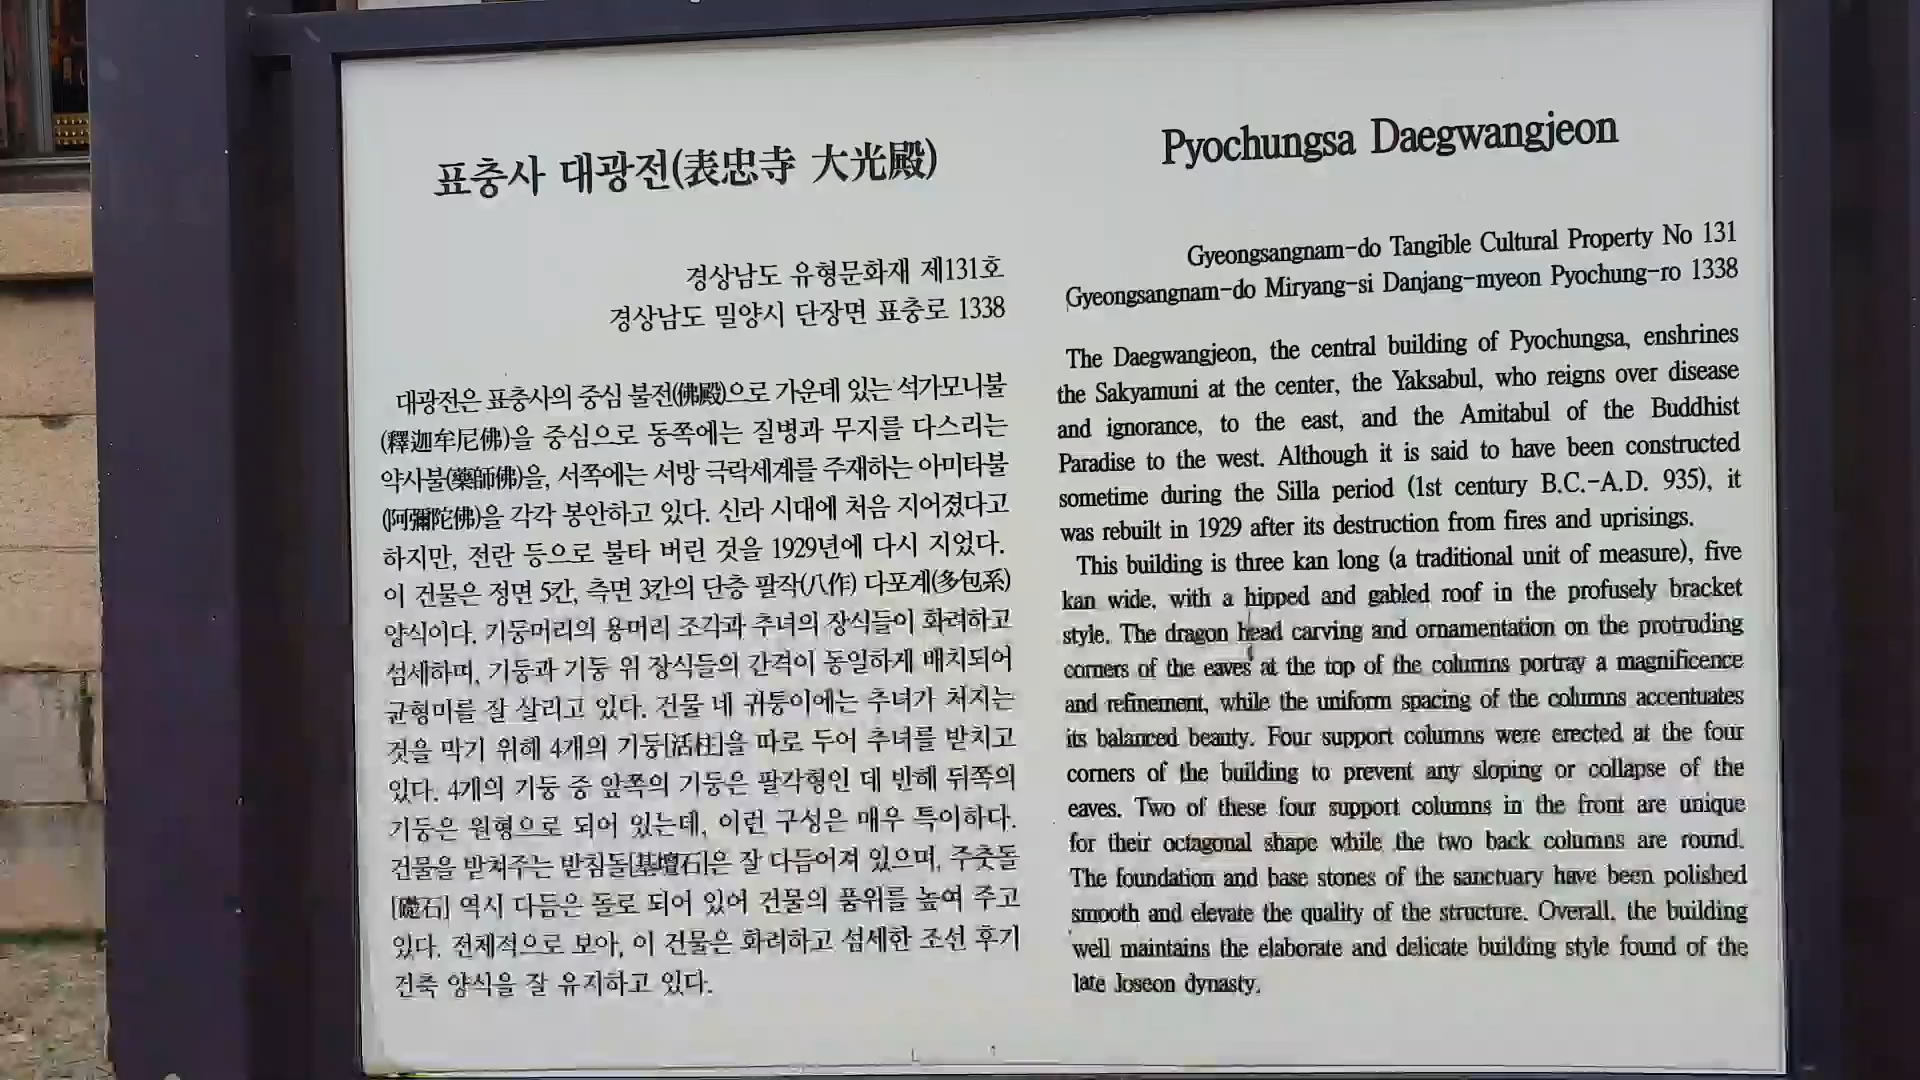 표충사 대광전(表忠寺 大光殿)
경상남도 유형문화재 제131호
경상남도 밀양시 단장면 표충로 1338
대광전은 표충사의 중심 불전(佛殿)으로 가운데 있는 석가모니불
(釋迦牟尼佛)을 중심으로 동쪽에는 질병과 무지를 다스리는
약사불(藥師佛)을, 서쪽에는 서방 극락세계를 주재하는 아미타불
(阿彌陀佛)을 각각 봉안하고 있다. 신라 시대에 처음 지어졌다고
하지만, 전란 등으로 불타 버린 것을 1929년에 다시 지었다.
이 건물은 정면 5칸, 측면 3칸의 단층 팔작(八作) 다포계(多包系)
양식이다. 기둥머리의 용머리 조각과 추녀의 장식들이 화려하고
섬세하며, 기둥과 기둥 위 장식들의 간격이 동일하게 배치되어
균형미를 잘 살리고 있다. 건물 네 귀퉁이에는 추녀가 처지는
것을 막기 위해 4개의 기둥[活柱]을 따로 두어 추녀를 받치고
있다. 4개의 기둥 중 앞쪽의 기둥은 팔각형인 데 반해 뒤쪽의
기둥은 원형으로 되어 있는데, 이런 구성은 매우 특이하다.
건물을 받쳐주는 받침돌[基壇石]은 잘 다듬어져 있으며, 주춧돌
[礎石] 역시 다듬은 돌로 되어 있어 건물의 품위를 높여 주고
있다. 전체적으로 보아, 이 건물은 화려하고 섬세한 조선 후기
건축 양식을 잘 유지하고 있다.
Pyochungsa Daegwangjeon
Gyeongsangnam-do Tangible Cultural Property No 131
Gyeongsangnam-do Miryang-si Danjang-myeon Pyochung-ro 1338
The Daegwangjeon, the central building of Pyochungsa, enshrines
the Sakyamuni at the center, the Yaksabul, who reigns over disease
and ignorance, to the east, and the Amitabul of the Buddhist
Paradise to the west. Although it is said to have been constructed
sometime during the Silla period (1st century B.C.-A.D. 935), it
was rebuilt in 1929 after its destruction from fires and uprisings.
This building is three kan long (a traditional unit of measure), five
kan wide, with a hipped and gabled roof in the profusely bracket
style. The dragon head carving and ornamentation on the protruding
corners of the eaves at the top of the columns portray a magnificence
and refinement, while the uniform spacing of the columns accentuates
its balanced beauty. Four support columns were erected at the four
corners of the building to prevent any sloping or collapse of the
eaves. Two of these four support columns in the front are unique
for their octagonal shape while the two back columns are round.
The foundation and base stones of the sanctuary have been polished
smooth and elevate the quality of the structure. Overall, the building
well maintains the elaborate and delicate building style found of the
late Joseon dynasty.